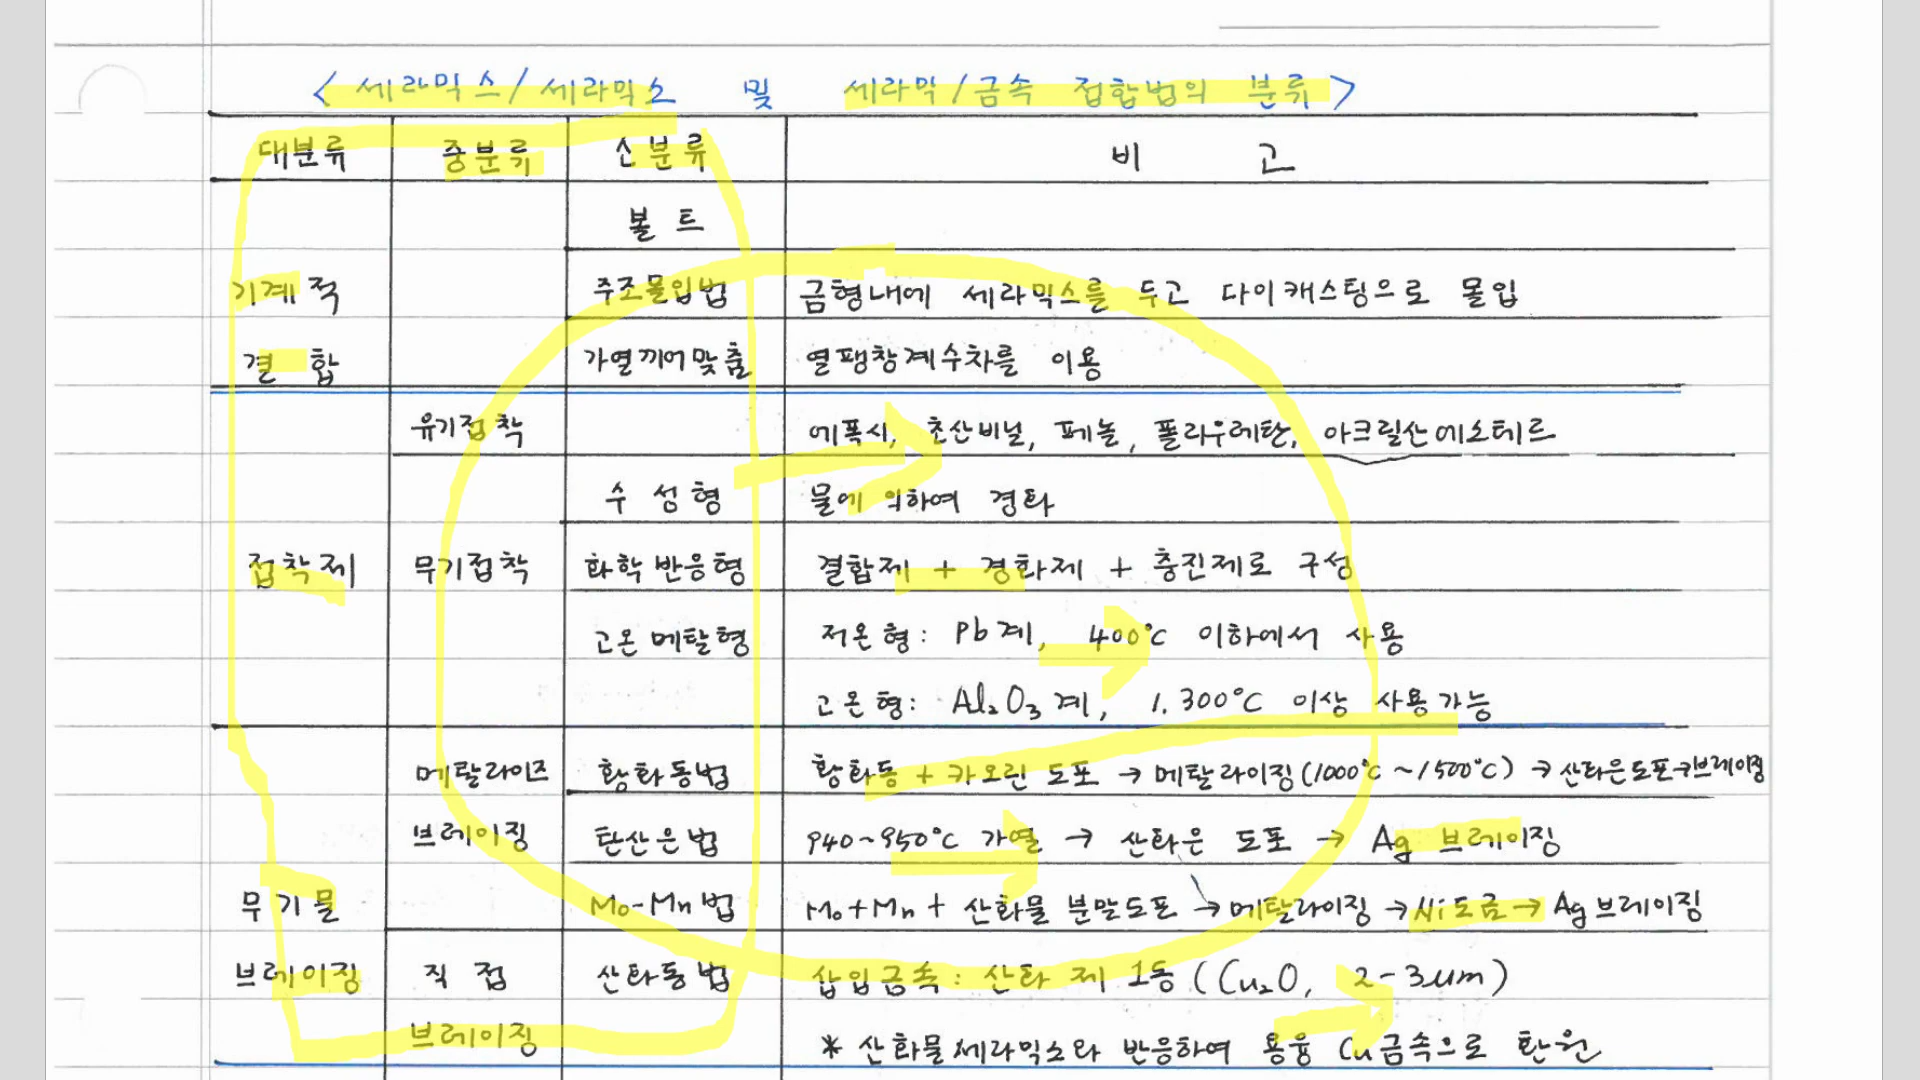 < 세라믹스/세라믹스 및 세라믹/금속 접합법의 분류 >
대분류 중분류 소분류 비 고
볼 트
기계적 주조몰입법 금형내에 세라믹스를 두고 다이캐스팅으로 몰입
결 합 가열끼어맞춤 열팽창계수차를 이용
유기접착 에폭시, 초산비닐, 페놀, 폴리우레탄, 아크릴산에스테르
수 성 형 물에 의하여 경화
접착제 무기접착 화학반응형 결합제 + 경화제 + 충진제로 구성
고온메탈형 저온형: Pb계, 400°C 이하에서 사용
고온형: Al₂O₃계, 1.300°C 이상 사용가능
메탈라이즈 황화동법 황화동 + 카오린 도포 → 메탈라이징(1000°C ~1500°C) → 산화은도포→브레이징
브레이징 탄산은법 940~950°C 가열 → 산화은 도포 → Ag 브레이징
무기물 Mo-Mn법 Mo+Mn+ 산화물 분말도포 → 메탈라이징 → Ni도금 → Ag브레이징
브레이징 직 접 산화동법 삽입금속: 산화 제 1동 (Cu₂O, 2-3um)
브레이징 * 산화물세라믹스와 반응하여 용융 Cu금속으로 환원